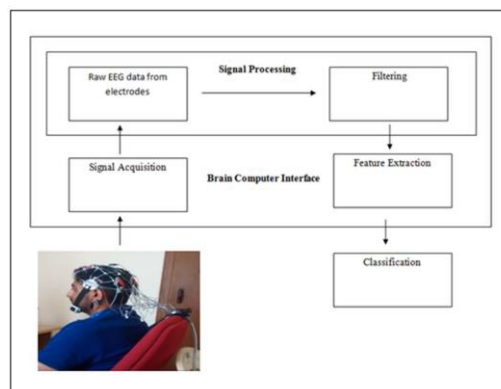 Raw EEG data from
electrodes
Signal Processing
Filtering
Signal Acquisition
Brain Computer Interface
Feature Extraction
Classification